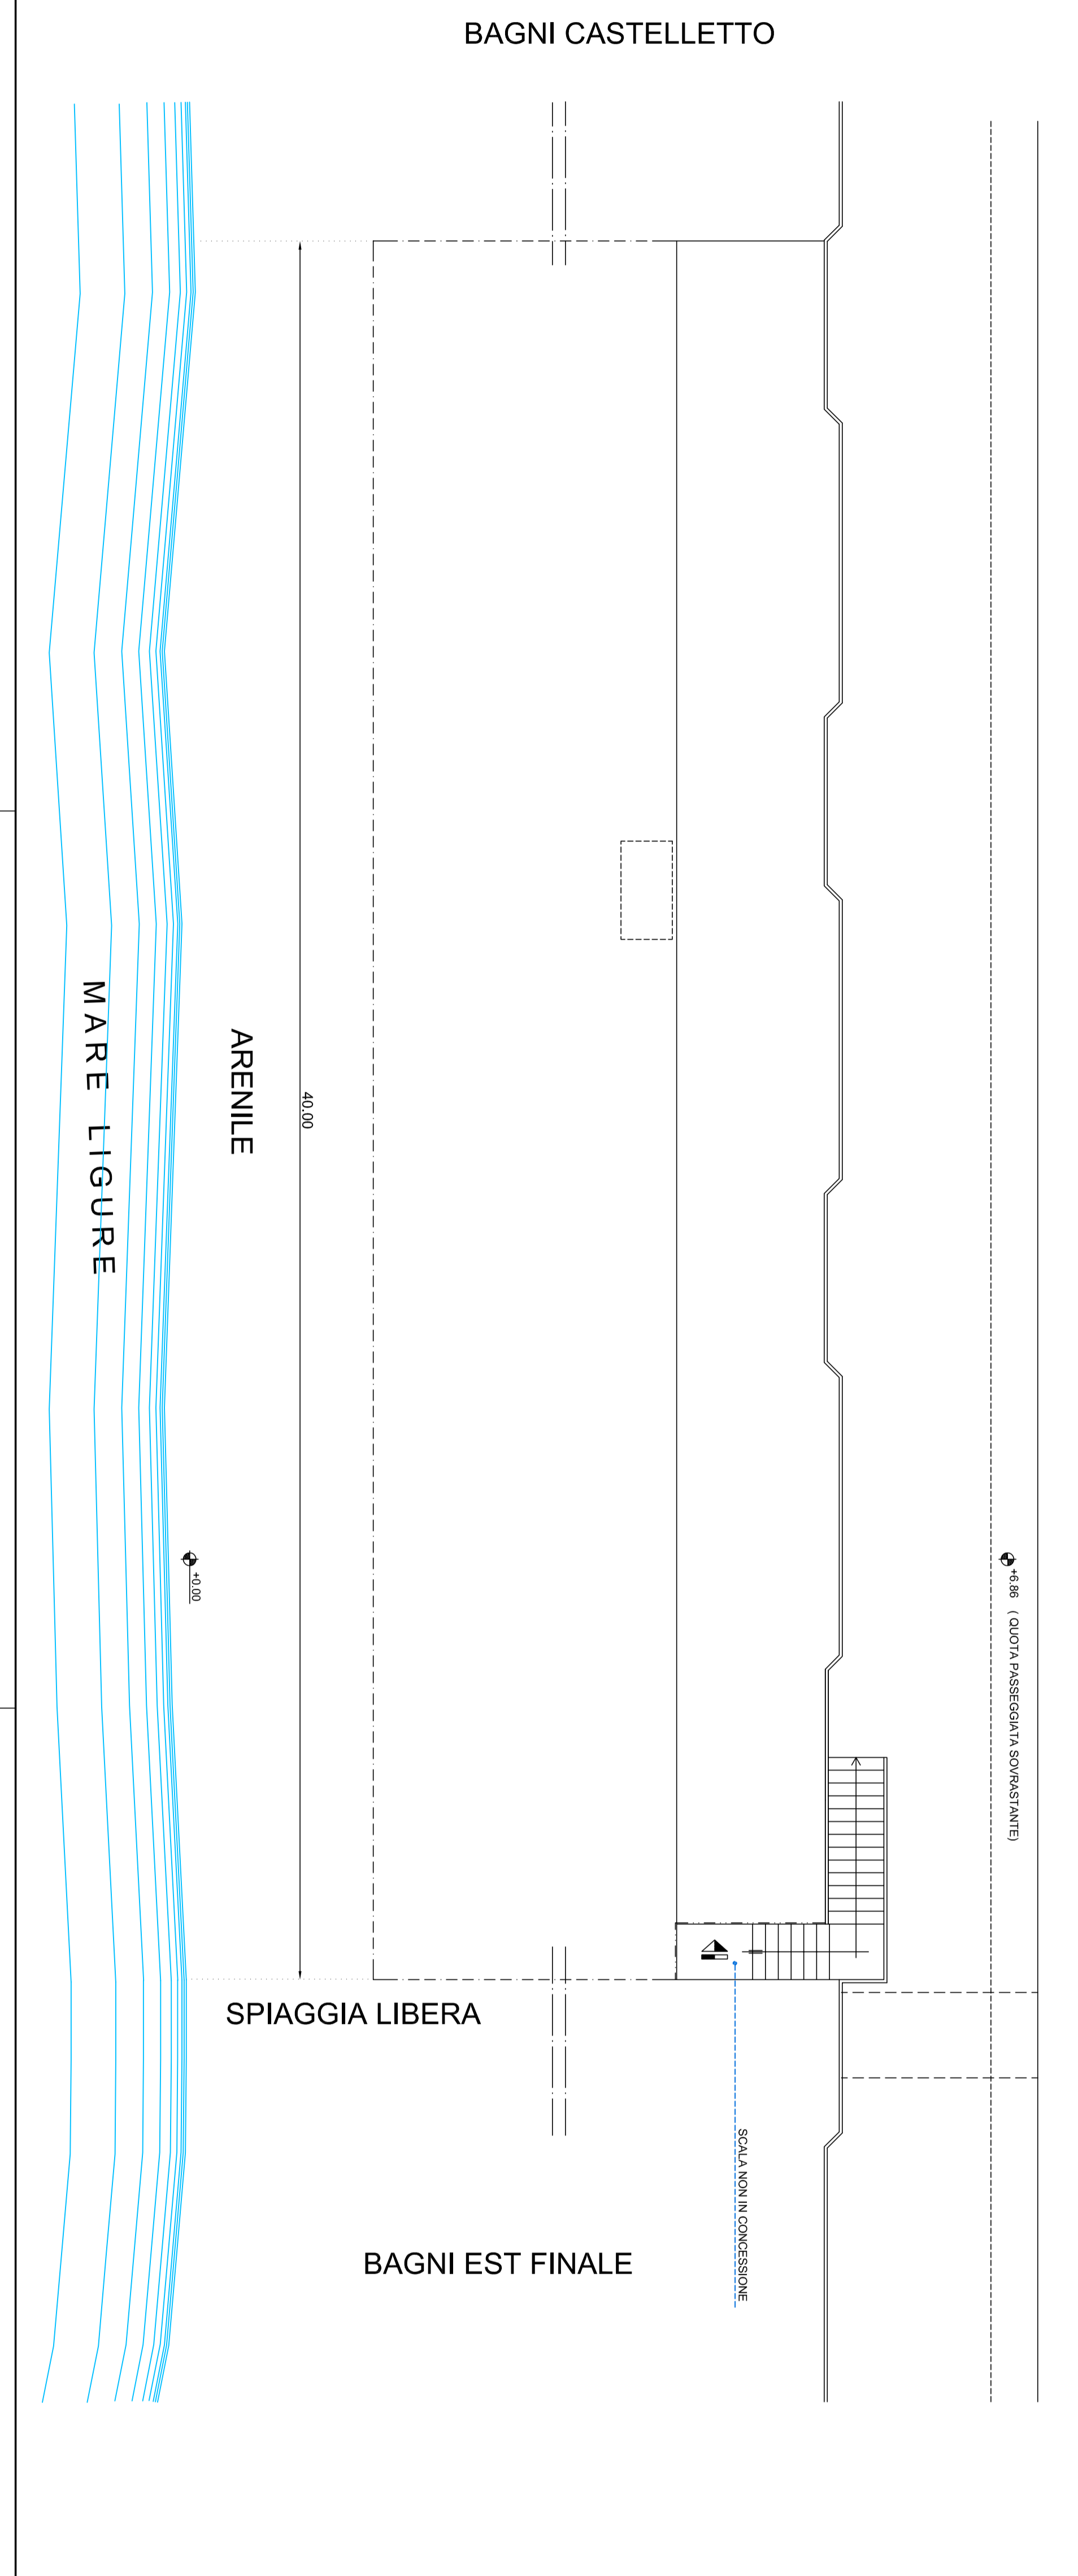 BAGNI CASTELLETTO
MARE LIGURE
ARENILE
40.00
+0.00
+6.86 ( QUOTA PASSEGGIATA SOVRASTANTE)
SPIAGGIA LIBERA
SCALA NON IN CONCESSIONE
BAGNI EST FINALE